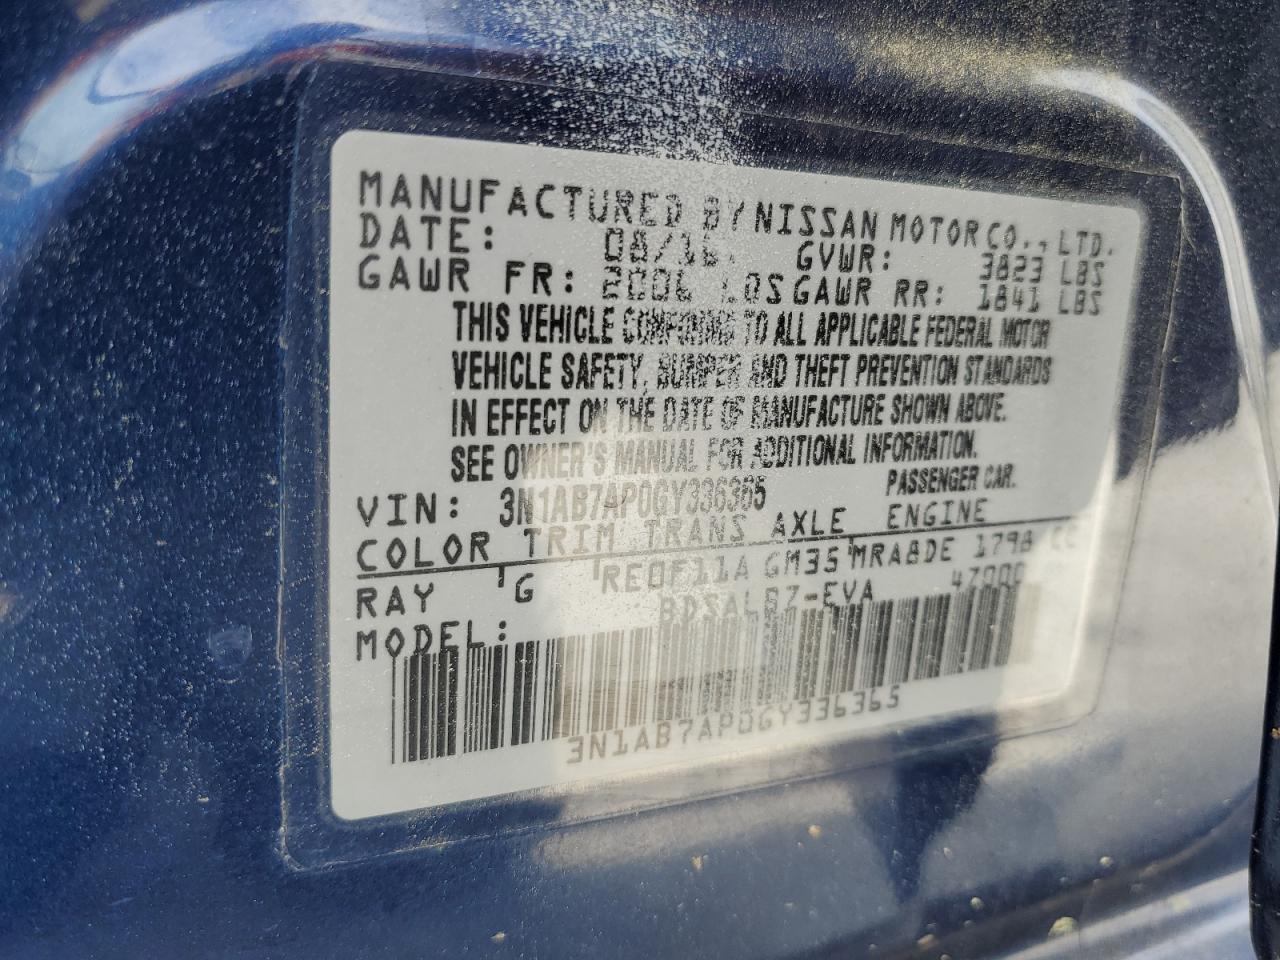 MANUFACTURED BY NISSAN MOTOR CO., LTD.
DATE: 08/16 GVWR: 3823 LBS
GAWR FR: 2006 LBS GAWR RR: 1841 LBS
THIS VEHICLE CONFORMS TO ALL APPLICABLE FEDERAL MOTOR
VEHICLE SAFETY, BUMPER AND THEFT PREVENTION STANDARDS
IN EFFECT ON THE DATE OF MANUFACTURE SHOWN ABOVE.
SEE OWNER'S MANUAL FOR ADDITIONAL INFORMATION.
VIN: 3N1AB7AP0GY336365 PASSENGER CAR.
COLOR TRIM TRANS AXLE ENGINE
RAY G RE0F11A GM35 MRA8DE 1798 CC
MODEL: BDSALBZ-EVA 47000
3N1AB7AP0GY336365